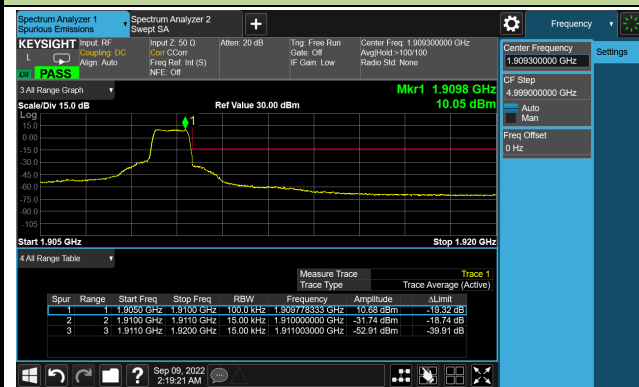 Spectrum Analyzer 1
Spurious Emissions
Spectrum Analyzer 2
Swept SA
+
Frequency
KEYSIGHT
L
LXI
PASS
Input: RF
Coupling: DC
Align: Auto
Input Z: 50 Ω
Corr CCorr
Freq Ref: Int (S)
NFE: Off
Atten: 20 dB
Trig: Free Run
Gate: Off
IF Gain: Low
Center Freq: 1.909300000 GHz
Avg|Hold:>100/100
Radio Std: None
Center Frequency
1.909300000 GHz
Settings
CF Step
4.999000000 GHz
Auto
Man
Freq Offset
0 Hz
3 All Range Graph
Mkr1 1.9098 GHz
10.05 dBm
Scale/Div 15.0 dB
Ref Value 30.00 dBm
Log
15.0
0.00
-15.0
-30.0
-45.0
-60.0
-75.0
-90.0
-105
1
Start 1.905 GHz
Stop 1.920 GHz
4 All Range Table
Measure Trace Trace 1
Trace Type Trace Average (Active)
Spur Range Start Freq Stop Freq RBW Frequency Amplitude ΔLimit
1 1 1.9050 GHz 1.9100 GHz 100.0 kHz 1.909778333 GHz 10.68 dBm -19.32 dB
2 2 1.9100 GHz 1.9110 GHz 15.00 kHz 1.910000000 GHz -31.74 dBm -18.74 dB
3 3 1.9110 GHz 1.9200 GHz 15.00 kHz 1.911003000 GHz -52.91 dBm -39.91 dB
?
Sep 09, 2022
2:19:21 AM